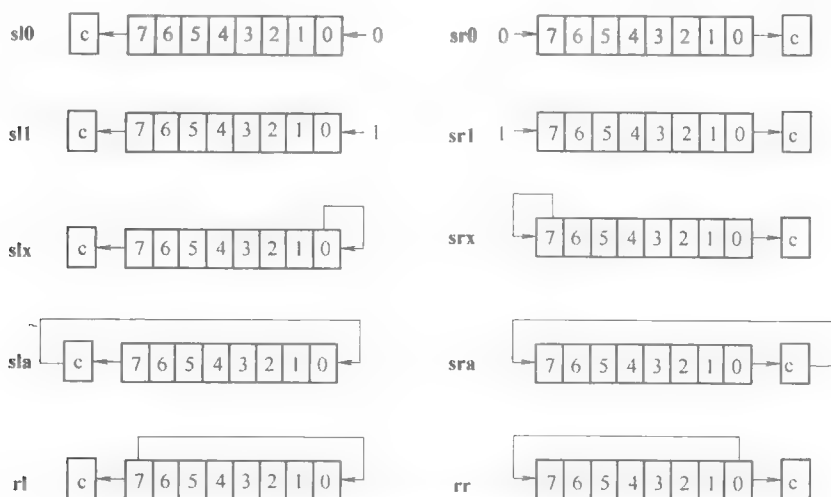 sl0 c 7 6 5 4 3 2 1 0 0 sr0 0 7 6 5 4 3 2 1 0 c
sl1 c 7 6 5 4 3 2 1 0 1 sr1 1 7 6 5 4 3 2 1 0 c
slx c 7 6 5 4 3 2 1 0 srx 7 6 5 4 3 2 1 0 c
sla c 7 6 5 4 3 2 1 0 sra 7 6 5 4 3 2 1 0 c
rl c 7 6 5 4 3 2 1 0 rr 7 6 5 4 3 2 1 0 c